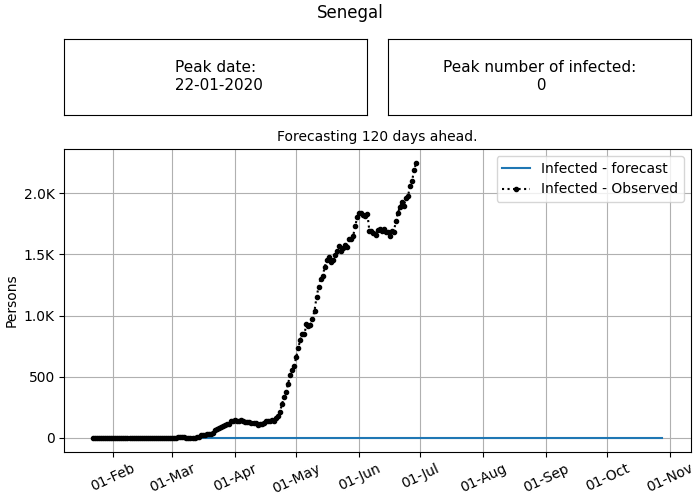 Senegal
Peak date:
22-01-2020
Peak number of infected:
0
Forecasting 120 days ahead.
Infected - forecast
Infected - Observed
2.0K
1.5K
1.0K
500
0
Persons
01-Feb
01-Mar
01-Apr
01-May
01-Jun
01-Jul
01-Aug
01-Sep
01-Oct
01-Nov